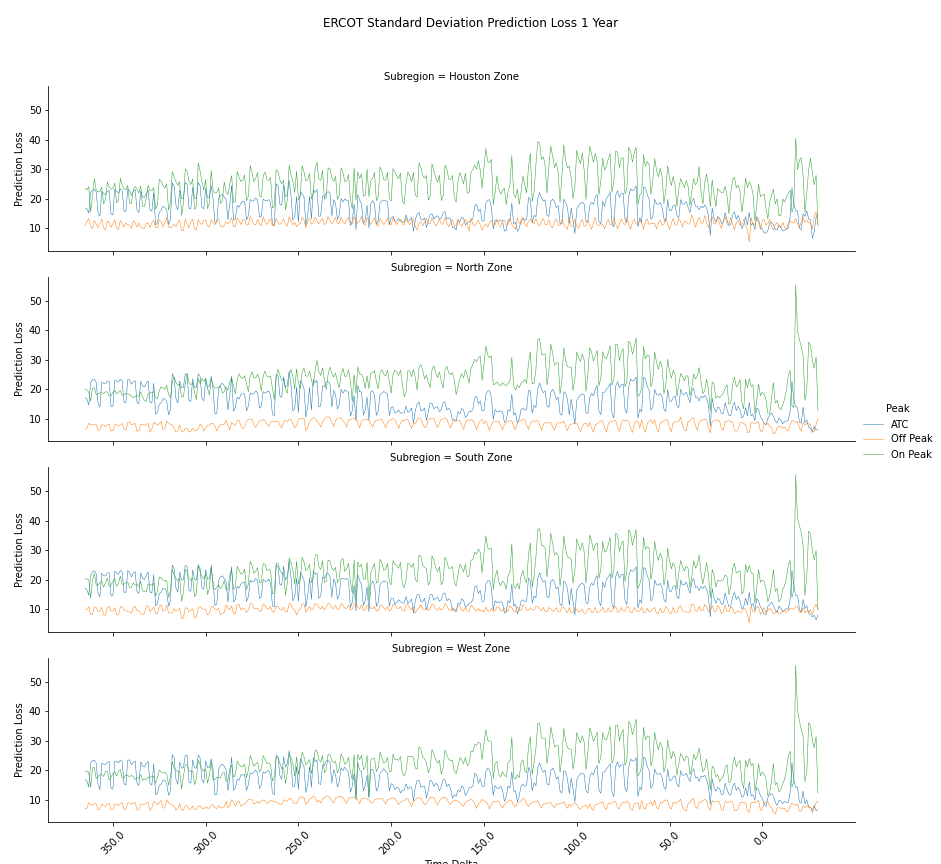 ERCOT Standard Deviation Prediction Loss 1 Year
Subregion = Houston Zone
Prediction Loss
50
40
30
20
10
Subregion = North Zone
Prediction Loss
50
40
30
20
10
Subregion = South Zone
Prediction Loss
50
40
30
20
10
Subregion = West Zone
Prediction Loss
50
40
30
20
10
350.0
300.0
250.0
200.0
150.0
100.0
50.0
0.0
Time Delta
Peak
ATC
Off Peak
On Peak